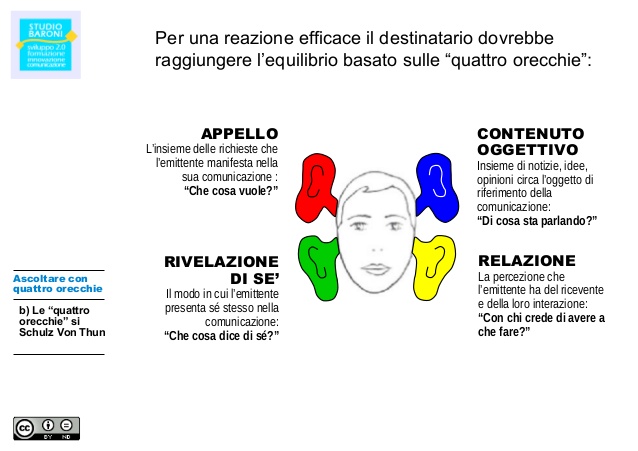 STUDIO
BARONI
sviluppo 2.0
formazione
innovazione
comunicazione
Per una reazione efficace il destinatario dovrebbe
raggiungere l’equilibrio basato sulle “quattro orecchie”:
APPELLO
L’insieme delle richieste che
l’emittente manifesta nella
sua comunicazione :
“Che cosa vuole?”
CONTENUTO
OGGETTIVO
Insieme di notizie, idee,
opinioni circa l’oggetto di
riferimento della
comunicazione:
“Di cosa sta parlando?”
RIVELAZIONE
DI SE’
Il modo in cui l’emittente
presenta sé stesso nella
comunicazione:
“Che cosa dice di sé?”
RELAZIONE
La percezione che
l’emittente ha del ricevente
e della loro interazione:
“Con chi crede di avere a
che fare?”
Ascoltare con
quattro orecchie
b) Le “quattro
orecchie” si
Schulz Von Thun
cc
BY ND